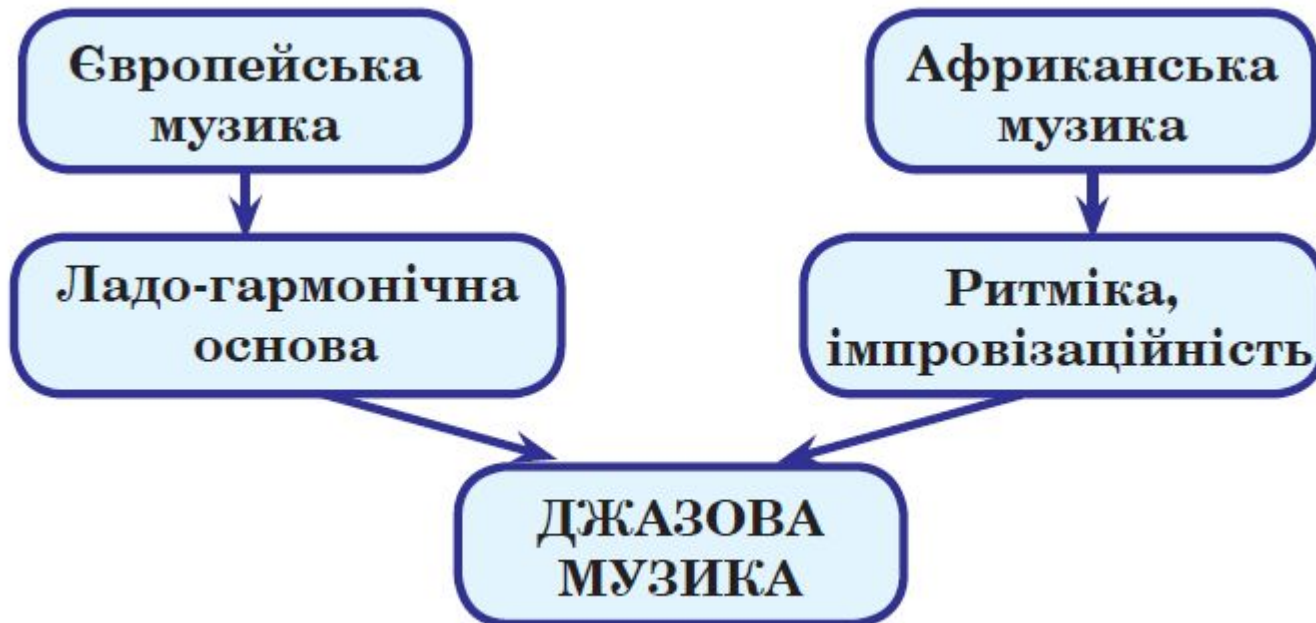 Європейська
музика
Африканська
музика
Ладо-гармонічна
основа
Ритміка,
імпровізаційність
ДЖАЗОВА
МУЗИКА